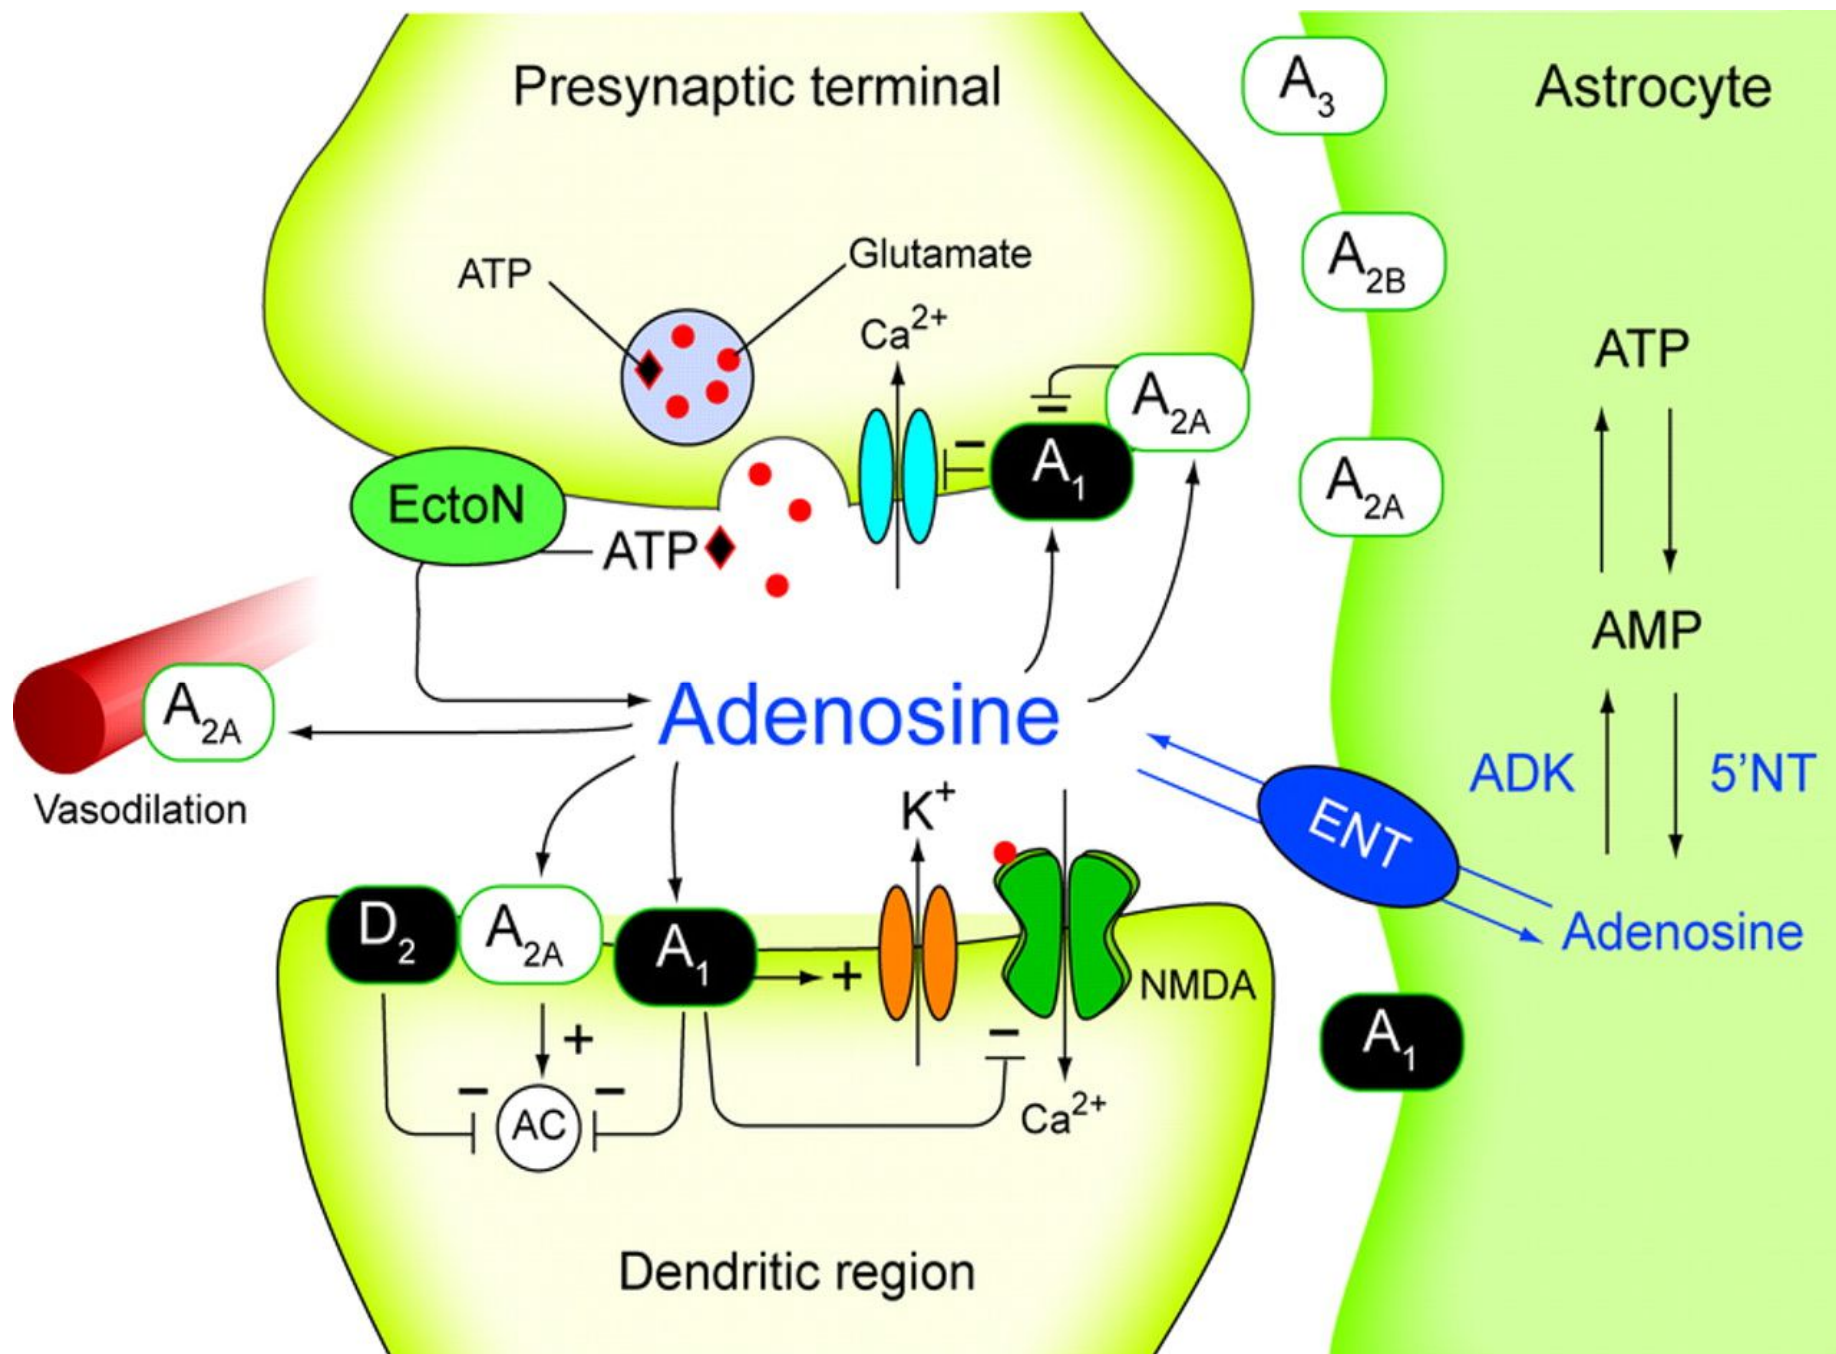 Presynaptic terminal
A3
Astrocyte
ATP
Glutamate
A2B
Ca2+
ATP
A2A
−
−
A1
A2A
EctoN
ATP
AMP
A2A
Adenosine
Vasodilation
K+
ADK
5’NT
ENT
D2
A2A
A1
+
NMDA
Adenosine
+
−
A1
−
−
AC
Ca2+
Dendritic region